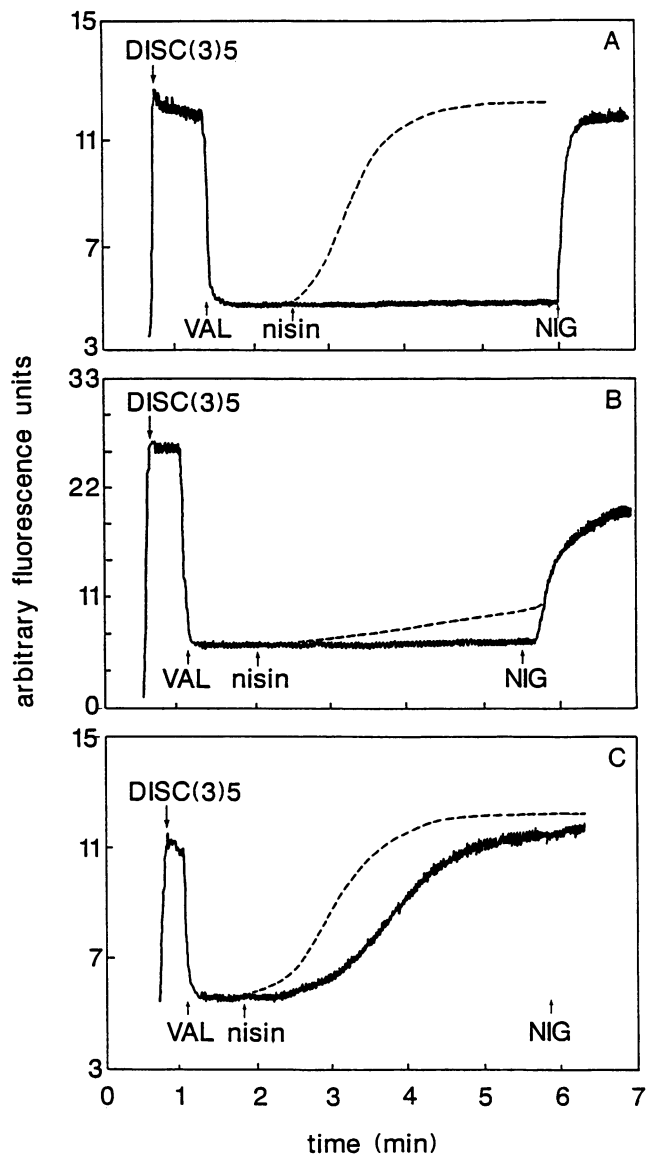 15
DISC(3)5
A
11
7
VAL
nisin
NIG
3
arbitrary fluorescence units
33
DISC(3)5
B
22
11
VAL
nisin
NIG
0
15
DISC(3)5
C
11
7
VAL
nisin
NIG
3
0 1 2 3 4 5 6 7
time (min)